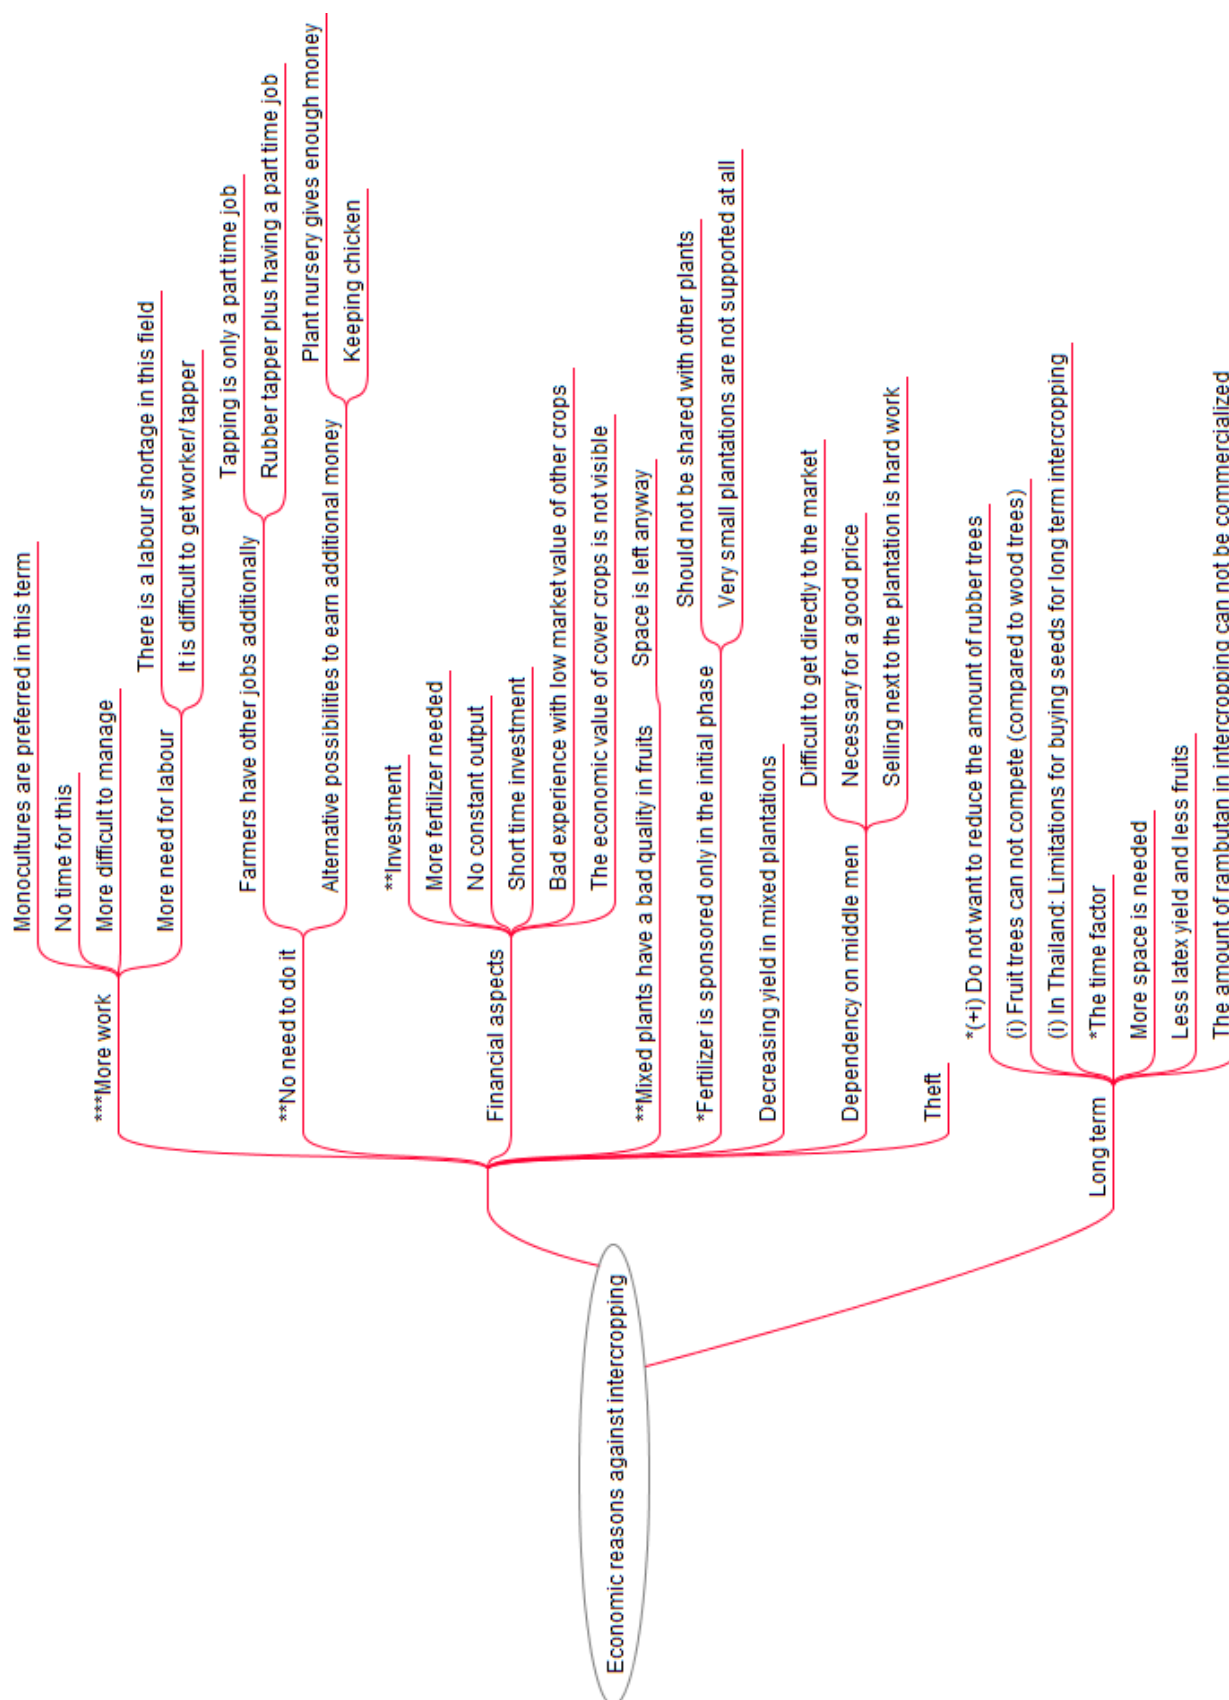 Economic reasons against intercropping
***More work
Monocultures are preferred in this term
No time for this
More difficult to manage
More need for labour
There is a labour shortage in this field
It is difficult to get worker/ tapper
**No need to do it
Farmers have other jobs additionally
Tapping is only a part time job
Rubber tapper plus having a part time job
Alternative possibilities to earn additional money
Plant nursery gives enough money
Keeping chicken
Financial aspects
**Investment
More fertilizer needed
No constant output
Short time investment
Bad experience with low market value of other crops
The economic value of cover crops is not visible
**Mixed plants have a bad quality in fruits
Space is left anyway
*Fertilizer is sponsored only in the initial phase
Should not be shared with other plants
Very small plantations are not supported at all
Decreasing yield in mixed plantations
Dependency on middle men
Difficult to get directly to the market
Necessary for a good price
Selling next to the plantation is hard work
Theft
Long term
*(+i) Do not want to reduce the amount of rubber trees
(i) Fruit trees can not compete (compared to wood trees)
(i) In Thailand: Limitations for buying seeds for long term intercropping
*The time factor
More space is needed
Less latex yield and less fruits
The amount of rambutan in intercropping can not be commercialized